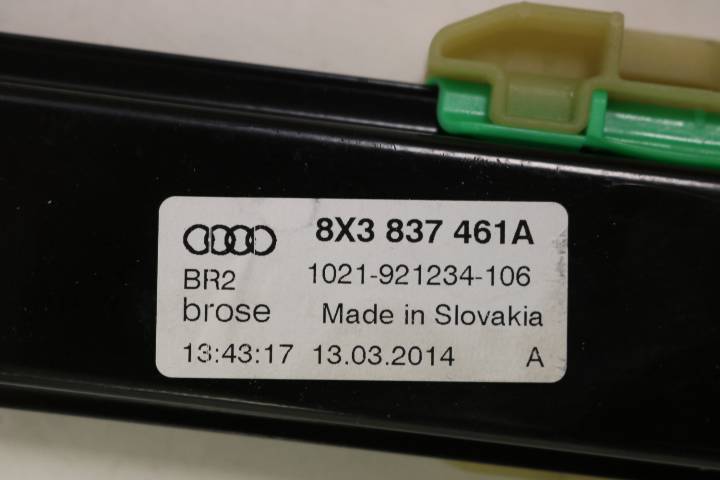 8X3 837 461A
BR2 1021-921234-106
brose Made in Slovakia
13:43:17 13.03.2014 A